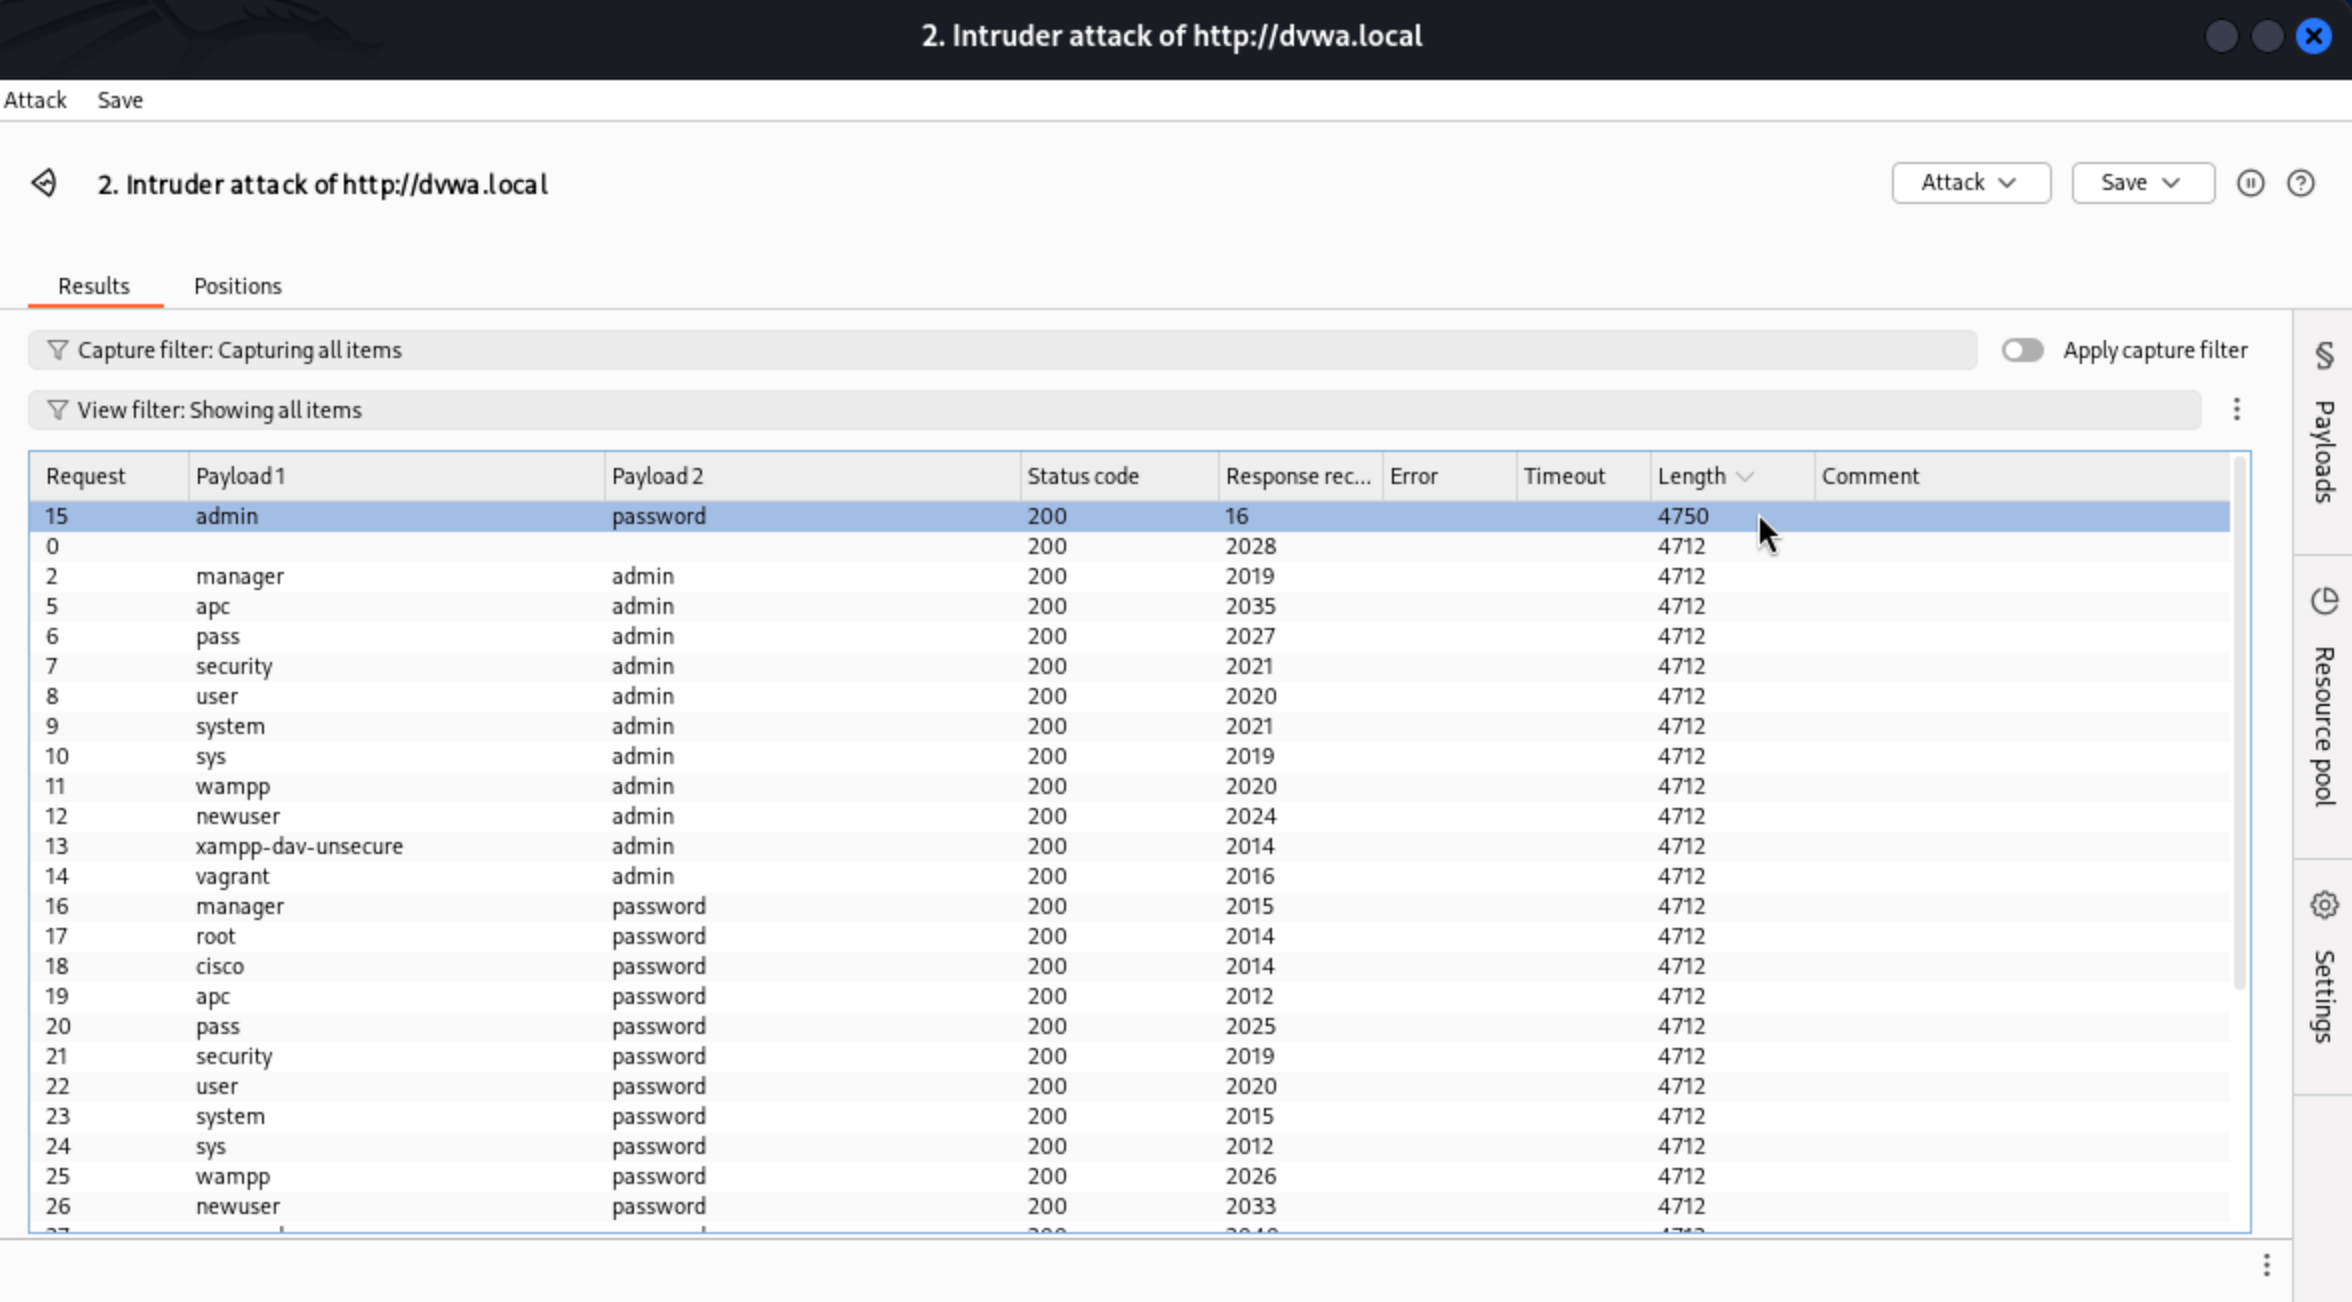 2. Intruder attack of http://dvwa.local
Attack Save
2. Intruder attack of http://dvwa.local Attack Save
Results Positions
Capture filter: Capturing all items Apply capture filter
View filter: Showing all items
Request Payload 1 Payload 2 Status code Response rec... Error Timeout Length Comment
15 admin password 200 16 4750
0 200 2028 4712
2 manager admin 200 2019 4712
5 apc admin 200 2035 4712
6 pass admin 200 2027 4712
7 security admin 200 2021 4712
8 user admin 200 2020 4712
9 system admin 200 2021 4712
10 sys admin 200 2019 4712
11 wampp admin 200 2020 4712
12 newuser admin 200 2024 4712
13 xampp-dav-unsecure admin 200 2014 4712
14 vagrant admin 200 2016 4712
16 manager password 200 2015 4712
17 root password 200 2014 4712
18 cisco password 200 2014 4712
19 apc password 200 2012 4712
20 pass password 200 2025 4712
21 security password 200 2019 4712
22 user password 200 2020 4712
23 system password 200 2015 4712
24 sys password 200 2012 4712
25 wampp password 200 2026 4712
26 newuser password 200 2033 4712
§ Payloads
Resource pool
Settings